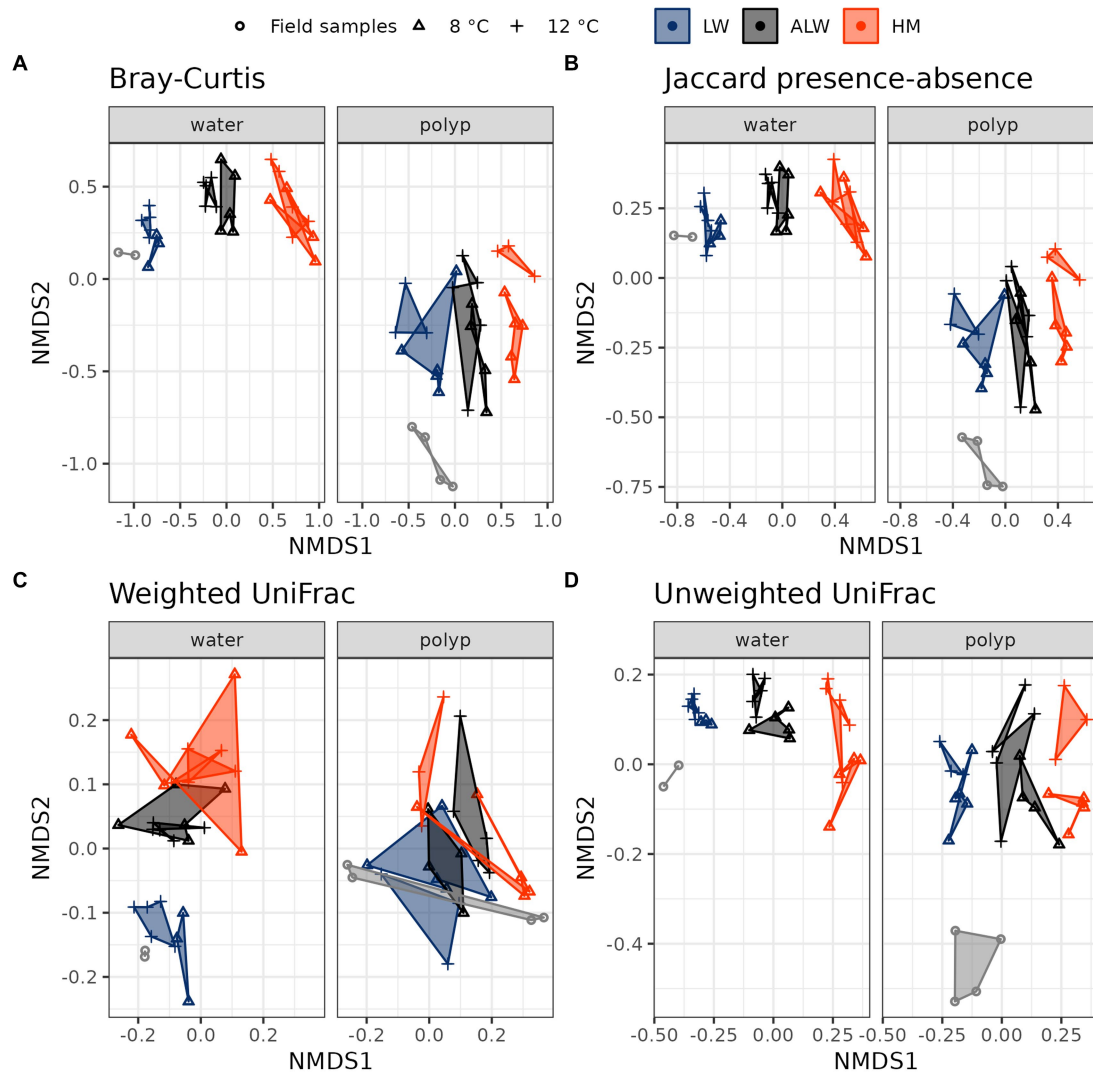 Field samples 8 °C 12 °C LW ALW HM
A B
Bray-Curtis Jaccard presence-absence
water polyp water polyp
0.5
0.0
-0.5
-1.0
NMDS2
-1.0 -0.5 0.0 0.5 1.0 -1.0 -0.5 0.0 0.5 1.0
NMDS1
0.25
0.00
-0.25
-0.50
-0.75
NMDS2
-0.8 -0.4 0.0 0.4 -0.8 -0.4 0.0 0.4
NMDS1
C D
Weighted UniFrac Unweighted UniFrac
water polyp water polyp
0.2
0.1
0.0
-0.1
-0.2
NMDS2
-0.2 0.0 0.2 -0.2 0.0 0.2
NMDS1
0.2
0.0
-0.2
-0.4
NMDS2
-0.50 -0.25 0.00 0.25 -0.50 -0.25 0.00 0.25
NMDS1